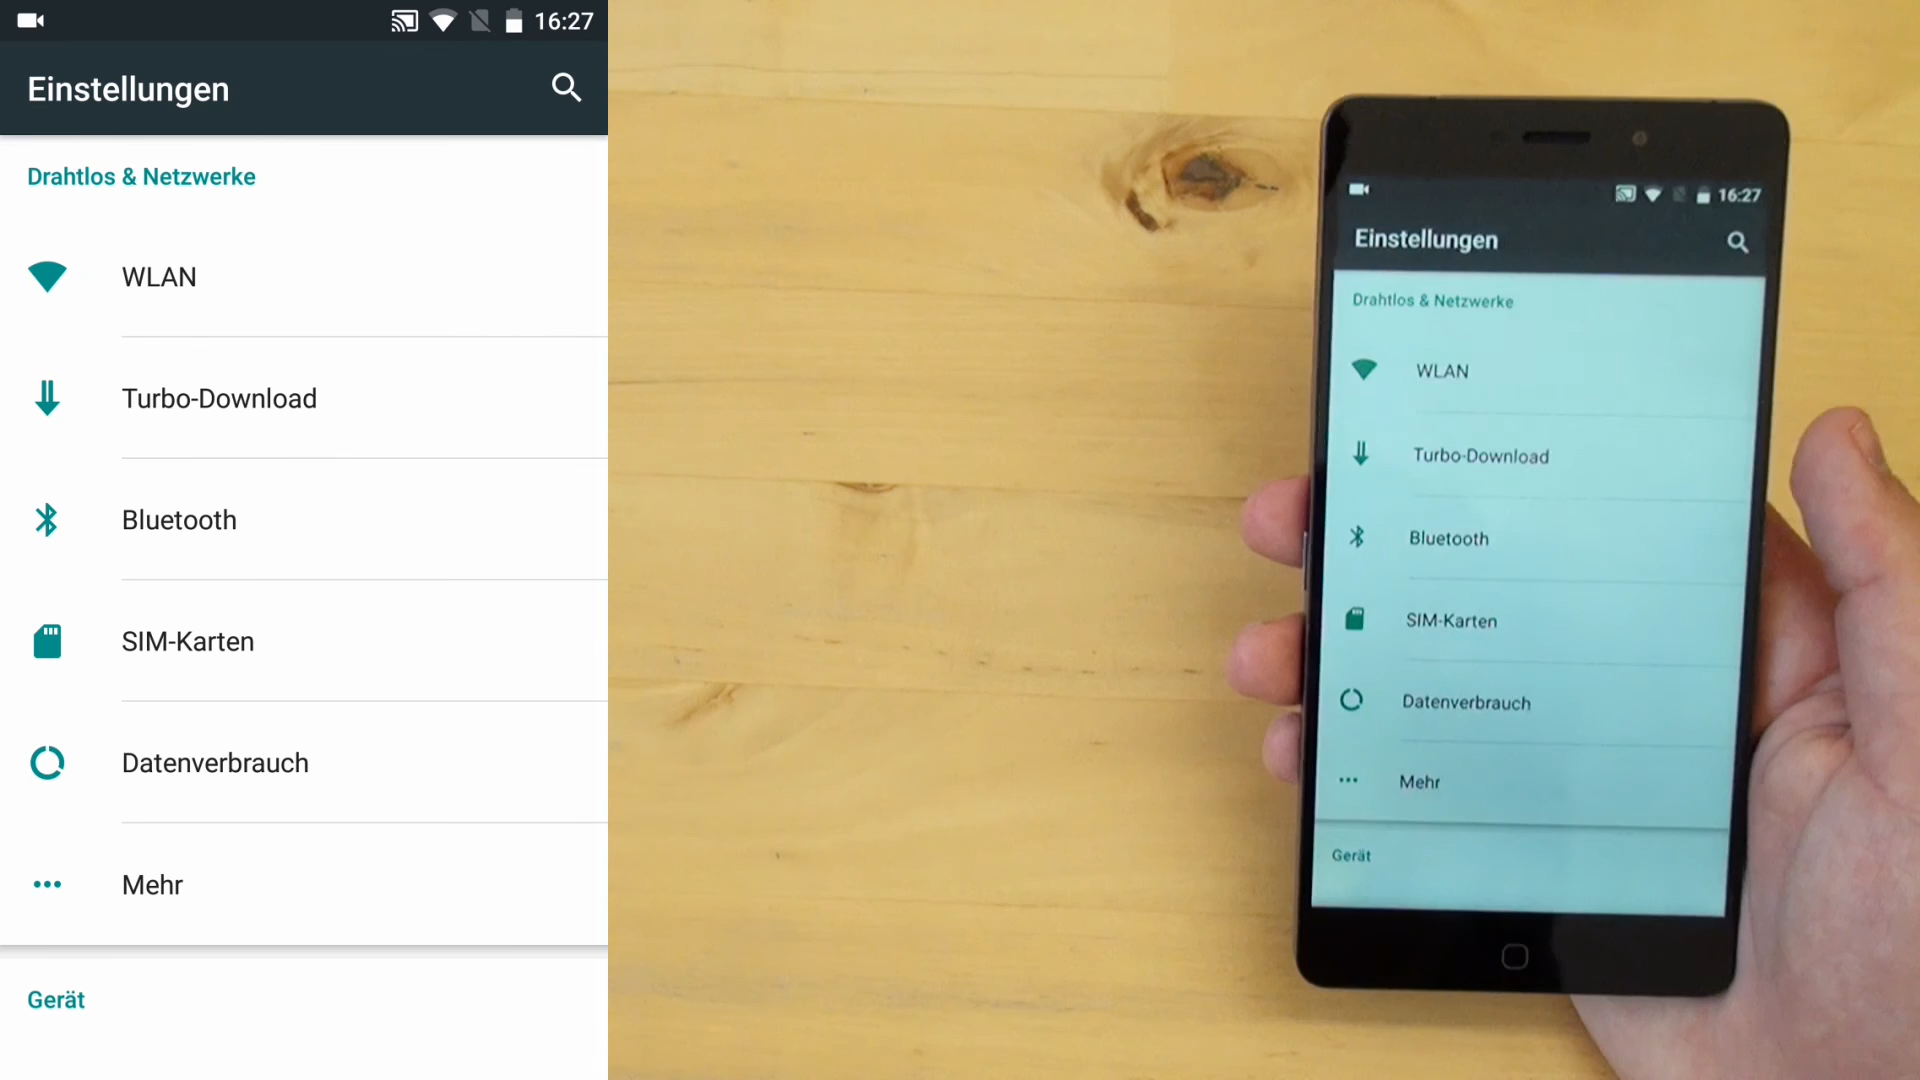 16:27
Einstellungen
Drahtlos & Netzwerke
WLAN
Turbo-Download
Bluetooth
SIM-Karten
Datenverbrauch
Mehr
Gerät
16:27
Einstellungen
Drahtlos & Netzwerke
WLAN
Turbo-Download
Bluetooth
SIM-Karten
Datenverbrauch
Mehr
Gerät